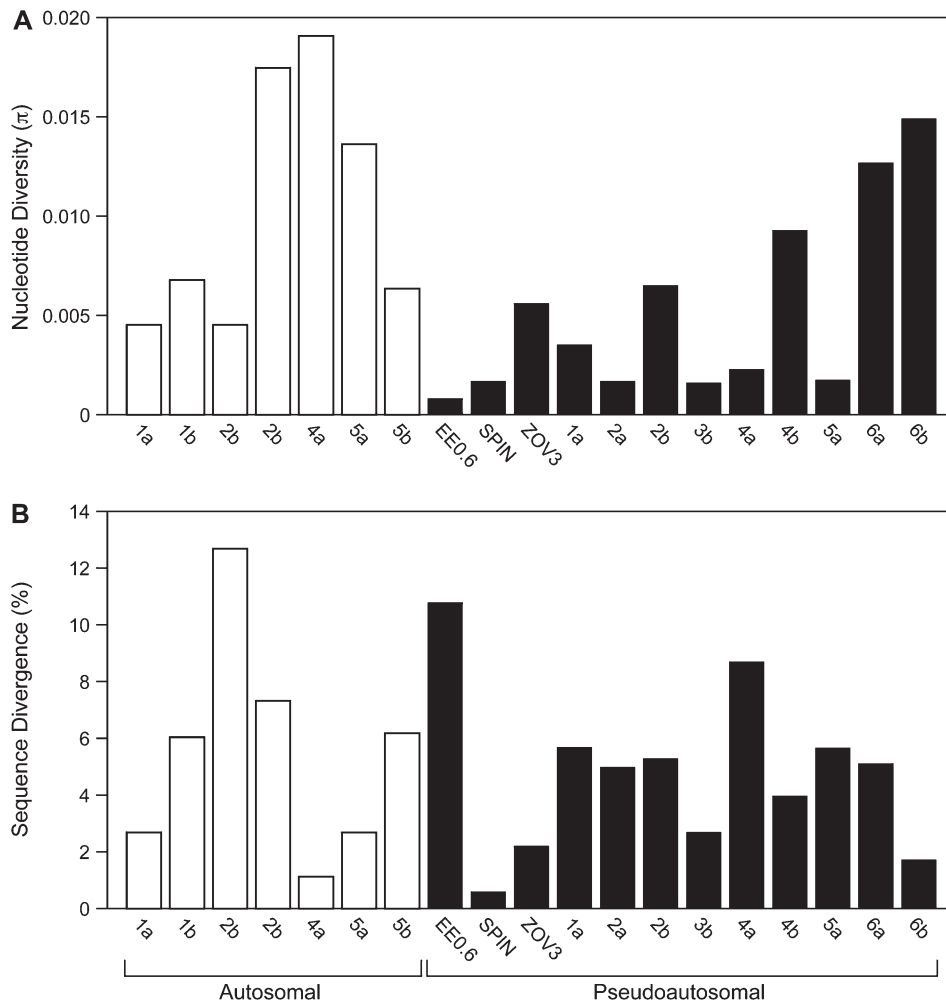 A
Nucleotide Diversity (π)
0.020
0.015
0.010
0.005
0
1a 1b 2b 2b 4a 5a 5b EE0.6 SPIN ZOV3 1a 2a 2b 3b 4a 4b 5a 6a 6b
B
Sequence Divergence (%)
14
12
10
8
6
4
2
0
1a 1b 2b 2b 4a 5a 5b EE0.6 SPIN ZOV3 1a 2a 2b 3b 4a 4b 5a 6a 6b
Autosomal Pseudoautosomal